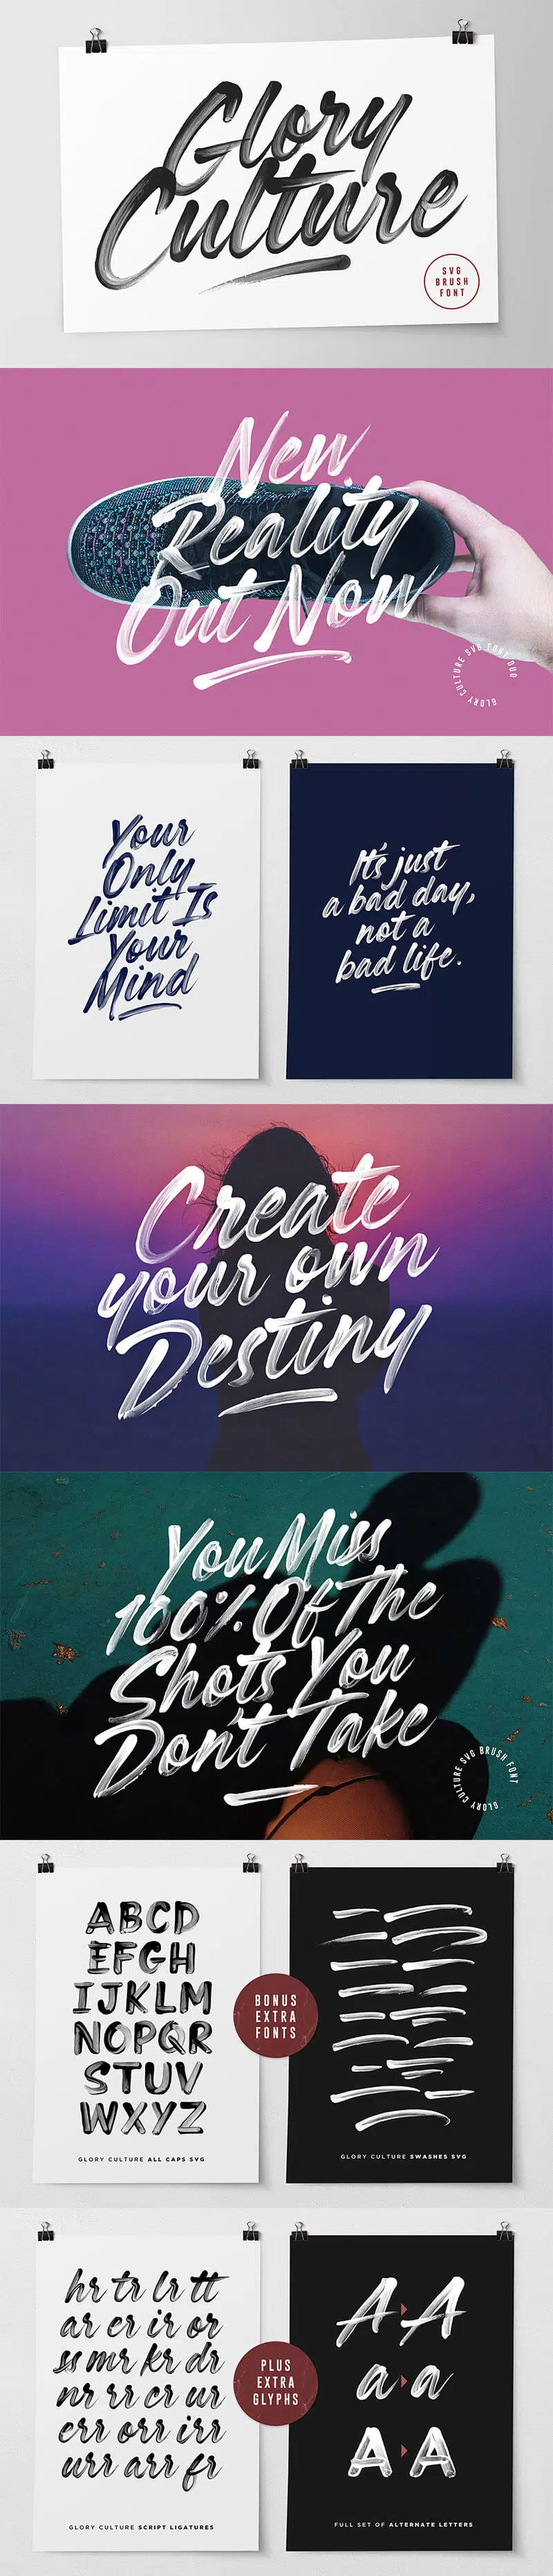 Glory
Culture
SVG
BRUSH
FONT
New
Reality
Out Now
GLORY CULTURE SVG FONT DUO
Your
Only
Limit Is
Your
Mind
It's just
a bad day,
not a
bad life.
Create
your own
Destiny
You Miss
100% Of The
Shots You
Don't Take
GLORY CULTURE SVG BRUSH FONT
ABCD
EFGH
IJKLM
NOPQR
STUV
WXYZ
GLORY CULTURE ALL CAPS SVG
BONUS
EXTRA
FONTS
GLORY CULTURE SWASHES SVG
hr tr lr tt
ar er ir or
ss mr kr dr
nr rr cr ur
err orr irr
urr arr fr
GLORY CULTURE SCRIPT LIGATURES
PLUS
EXTRA
GLYPHS
A A
a a
A A
FULL SET OF ALTERNATE LETTERS